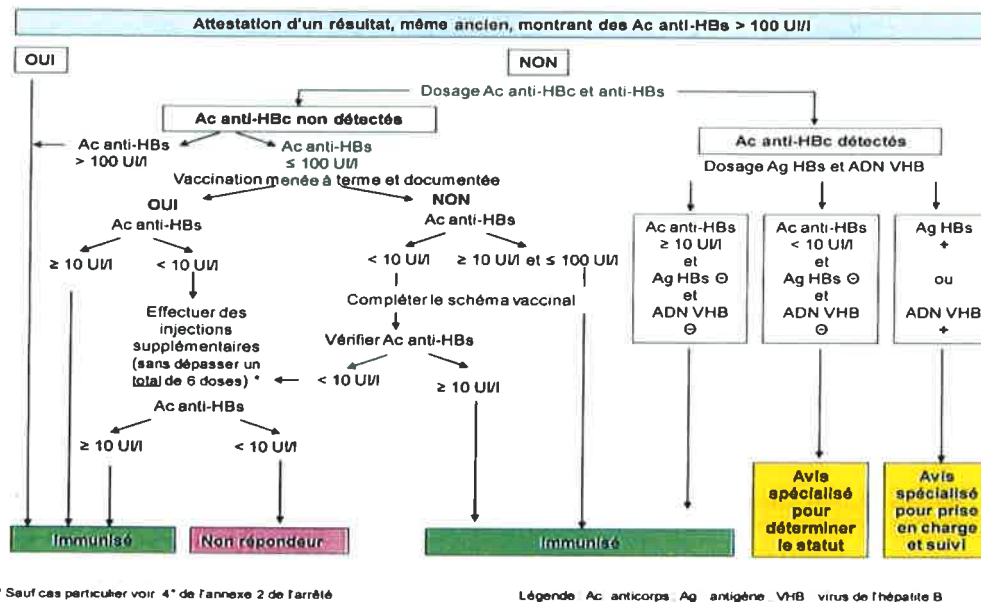 Attestation d'un résultat, même ancien, montrant des Ac anti-HBs > 100 UI/l
OUI
NON
Dosage Ac anti-HBc et anti-HBs
Ac anti-HBc non détectés
Ac anti-HBs
> 100 UI/l
Ac anti-HBs
≤ 100 UI/l
Ac anti-HBc détectés
Dosage Ag HBs et ADN VHB
Vaccination menée à terme et documentée
OUI
Ac anti-HBs
≥ 10 UI/l
< 10 UI/l
NON
Ac anti-HBs
< 10 UI/l
≥ 10 UI/l et ≤ 100 UI/l
Ac anti-HBs
≥ 10 UI/l
et
Ag HBs ⊖
et
ADN VHB
⊖
Ac anti-HBs
< 10 UI/l
et
Ag HBs ⊖
et
ADN VHB
⊖
Ag HBs
+
ou
ADN VHB
+
Effectuer des
injections
supplémentaires
(sans dépasser un
total de 6 doses) *
Compléter le schéma vaccinal
Vérifier Ac anti-HBs
< 10 UI/l
≥ 10 UI/l
Ac anti-HBs
≥ 10 UI/l
< 10 UI/l
Immunisé
Non répondeur
Immunisé
Avis
spécialisé
pour
déterminer
le statut
Avis
spécialisé
pour prise
en charge
et suivi
* Sauf cas particulier voir 4° de l'annexe 2 de l'arrêté
Légende : Ac : anticorps ; Ag : antigène ; VHB : virus de l'hépatite B